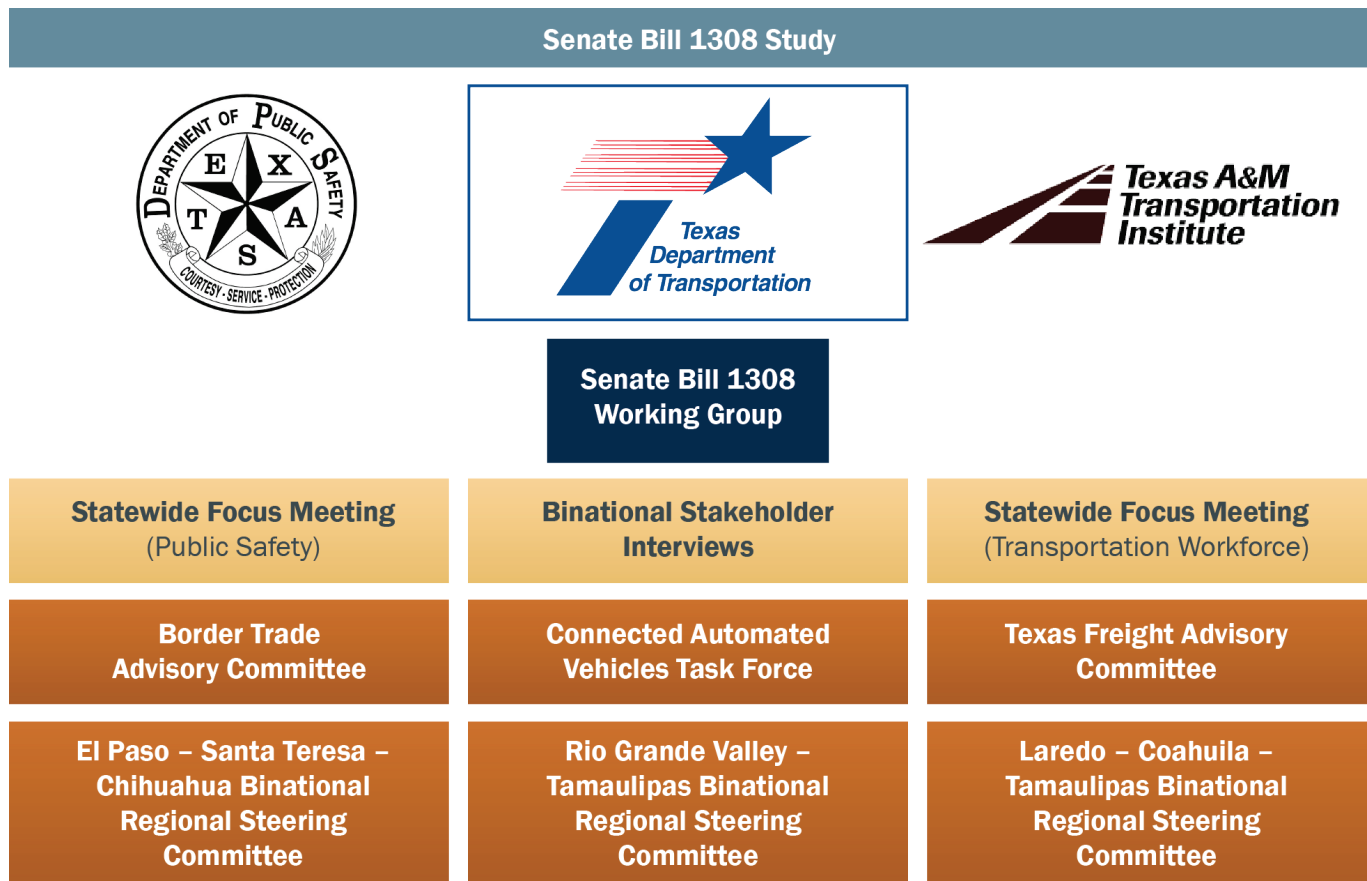 Senate Bill 1308 Study
DEPARTMENT OF PUBLIC SAFETY
TEXAS
COURTESY - SERVICE - PROTECTION
Texas
Department
of Transportation
Texas A&M
Transportation
Institute
Senate Bill 1308
Working Group
Statewide Focus Meeting
(Public Safety)
Binational Stakeholder
Interviews
Statewide Focus Meeting
(Transportation Workforce)
Border Trade
Advisory Committee
Connected Automated
Vehicles Task Force
Texas Freight Advisory
Committee
El Paso – Santa Teresa –
Chihuahua Binational
Regional Steering
Committee
Rio Grande Valley –
Tamaulipas Binational
Regional Steering
Committee
Laredo – Coahuila –
Tamaulipas Binational
Regional Steering
Committee